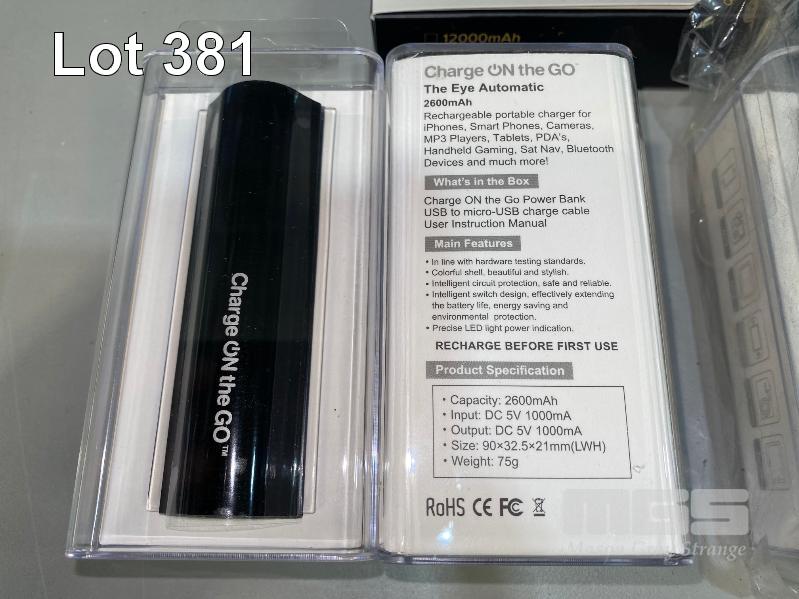 Lot 381
12000mAh
Charge ON the GO™
Charge ON the GO™
The Eye Automatic
2600mAh
Rechargeable portable charger for
iPhones, Smart Phones, Cameras,
MP3 Players, Tablets, PDA's,
Handheld Gaming, Sat Nav, Bluetooth
Devices and much more!
What's in the Box
Charge ON the Go Power Bank
USB to micro-USB charge cable
User Instruction Manual
Main Features
• In line with hardware testing standards.
• Colorful shell, beautiful and stylish.
• Intelligent circuit protection, safe and reliable.
• Intelligent switch design, effectively extending
the battery life, energy saving and
environmental protection.
• Precise LED light power indication.
RECHARGE BEFORE FIRST USE
Product Specification
• Capacity: 2600mAh
• Input: DC 5V 1000mA
• Output: DC 5V 1000mA
• Size: 90×32.5×21mm(LWH)
• Weight: 75g
RoHS CE FC
MGS
Strange